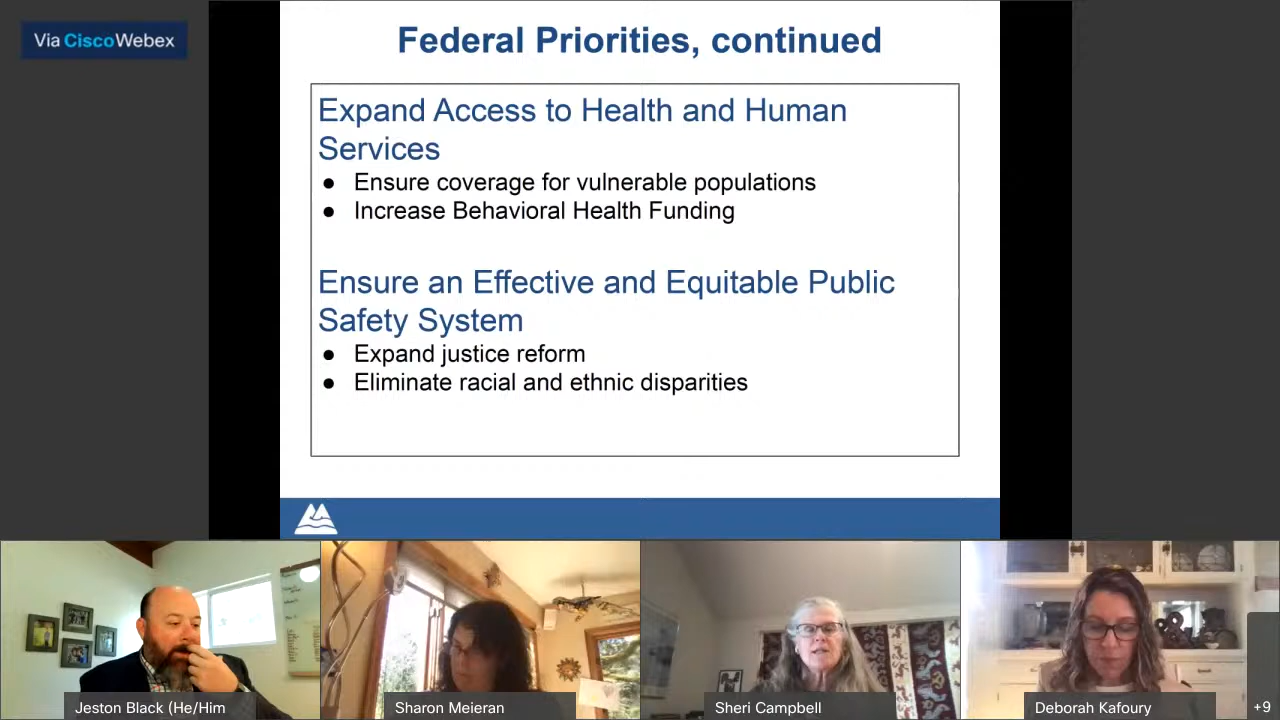 Via CiscoWebex
Federal Priorities, continued
Expand Access to Health and Human
Services
● Ensure coverage for vulnerable populations
● Increase Behavioral Health Funding
Ensure an Effective and Equitable Public
Safety System
● Expand justice reform
● Eliminate racial and ethnic disparities
Jeston Black (He/Him
Sharon Meieran
Sheri Campbell
Deborah Kafoury
+9